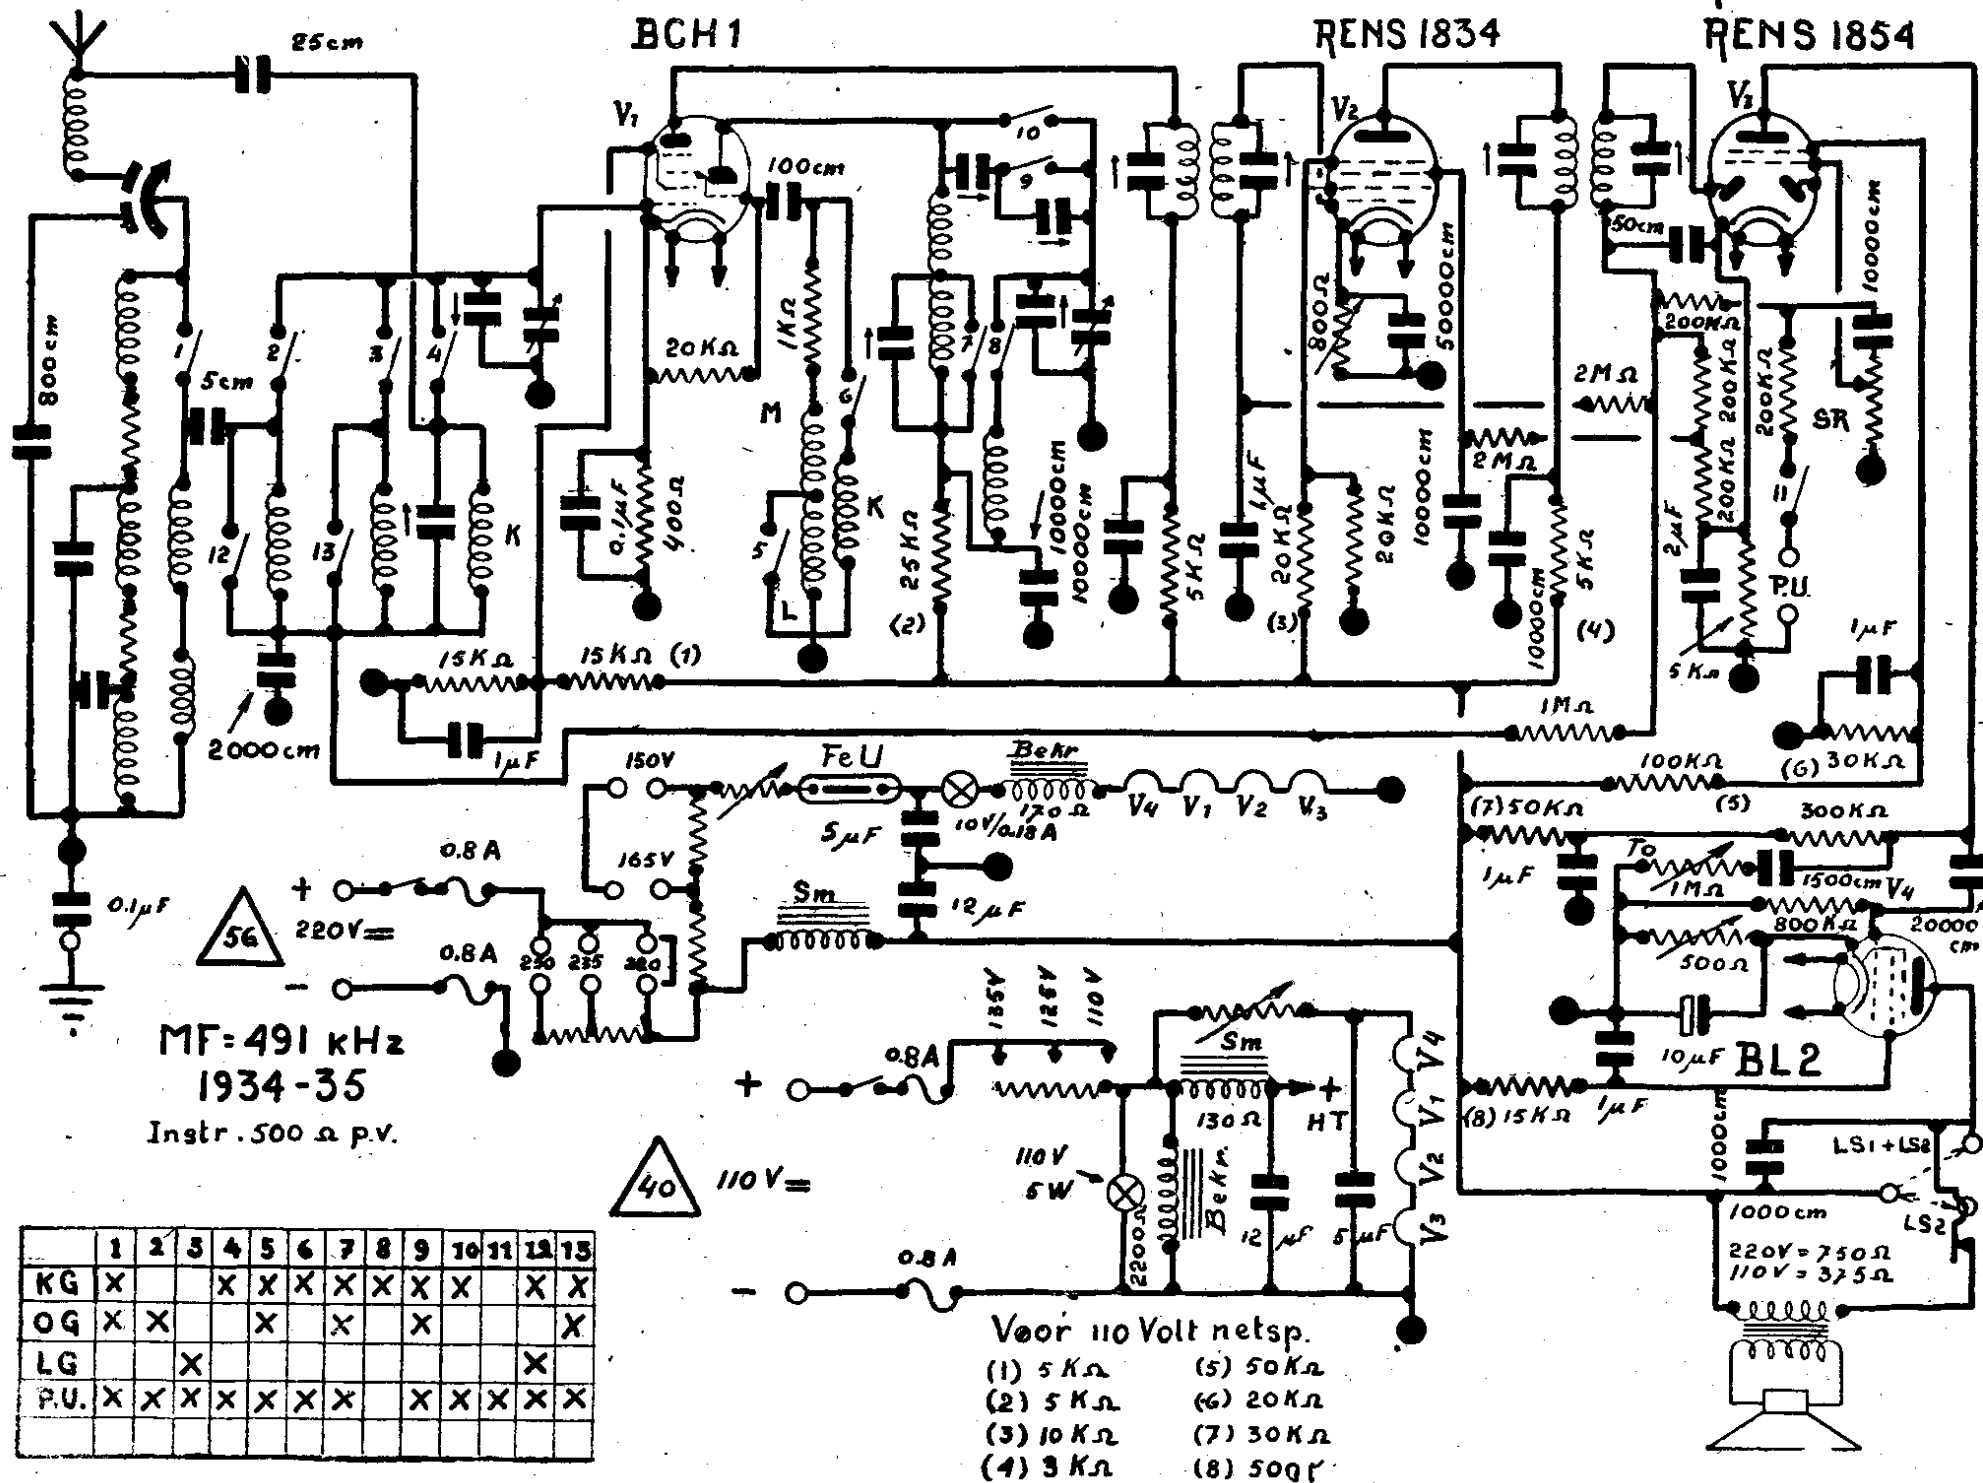 BCH1
RENS 1834
RENS 1854
25cm
V1
V2
V3
100cm
10
9
50cm
10000cm
800cm
1
2
3
4
5cm
20KΩ
1KΩ
M
6
7
8
800Ω
50000cm
200KΩ
200KΩ
200KΩ
200KΩ
2MΩ
SR
12
13
K
0.1µF
400Ω
5
L
K
25KΩ
(2)
10000cm
10000cm
5KΩ
1µF
20KΩ
(3)
20KΩ
10000cm
2MΩ
10000cm
5KΩ
(4)
2µF
11
P.U.
5KΩ
1µF
15KΩ
15KΩ (1)
2000cm
1µF
1MΩ
(6) 30KΩ
150V
FeU
Bekr
170Ω
10V/0.18A
V4 V1 V2 V3
100KΩ
(5)
(7) 50KΩ
300KΩ
5µF
165V
0.8A
To
1MΩ
1500cm
V4
1µF
0.1µF
56
+
220V=
Sm
12µF
800KΩ
20000
cm
0.8A
250 235 220
-
500Ω
MF=491 KHz
1934-35
Instr. 500 Ω p.v.
135V
125V
110V
10µF
BL2
Sm
0.8A
+
130Ω
+
HT
V4
V1
V2
V3
(8) 15KΩ
1µF
1000cm
LS1+LS2
40
110V=
110V
5W
Bekr.
2200Ω
12µF
5µF
1000cm
LS2
220V=750Ω
110V=375Ω
0.8A
-
1 2 3 4 5 6 7 8 9 10 11 12 13
KG X X X X X X X X X X
OG X X X X X X
LG X X
P.U. X X X X X X X X X X X X
Voor 110 Volt netsp.
(1) 5KΩ (5) 50KΩ
(2) 5KΩ (6) 20KΩ
(3) 10KΩ (7) 30KΩ
(4) 3KΩ (8) 500